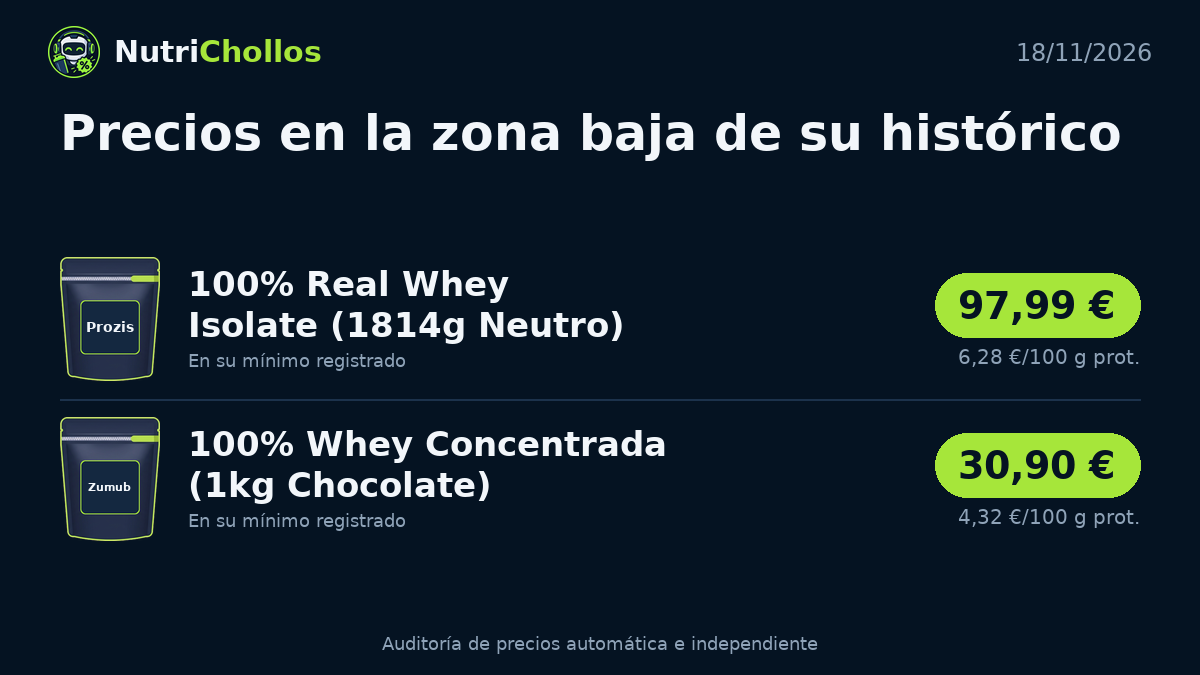 NutriChollos
18/11/2026
Precios en la zona baja de su histórico
Prozis
100% Real Whey
Isolate (1814g Neutro)
En su mínimo registrado
97,99 €
6,28 €/100 g prot.
Zumub
100% Whey Concentrada
(1kg Chocolate)
En su mínimo registrado
30,90 €
4,32 €/100 g prot.
Auditoría de precios automática e independiente